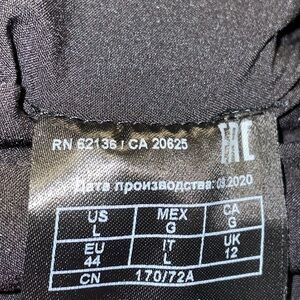 RN 62136 / CA 20625
EAC
Дата производства: 08.2020
US MEX CA
L G G
EU IT UK
44 L 12
CN 170/72A